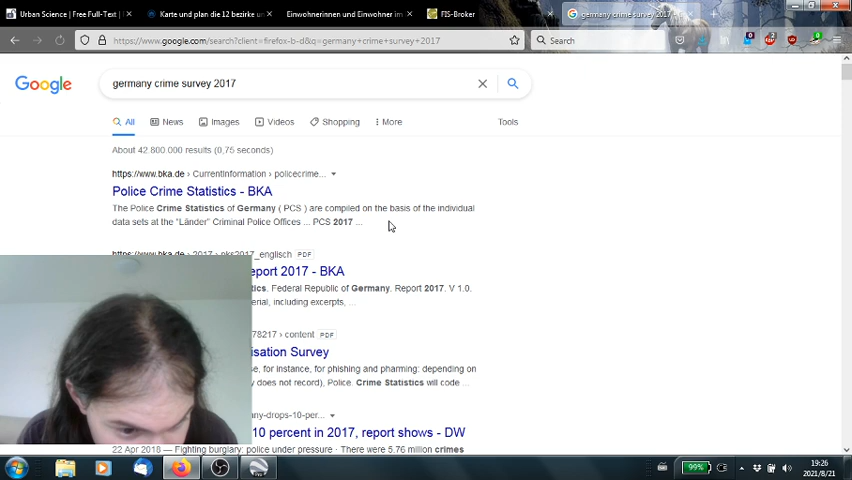 Urban Science | Free Full-Text |
Karte und plan die 12 bezirke un
Einwohnerinnen und Einwohner im
FIS-Broker
germany crime survey 2017 -
https://www.google.com/search?client=firefox-b-d&q=germany+crime+survey+2017
Search
Google
germany crime survey 2017
All
News
Images
Videos
Shopping
More
Tools
About 42.800.000 results (0,75 seconds)
https://www.bka.de › CurrentInformation › policecrime...
Police Crime Statistics - BKA
The Police Crime Statistics of Germany ( PCS ) are compiled on the basis of the individual
data sets at the "Länder" Criminal Police Offices ... PCS 2017 ...
https://www.bka.de › 2017 › pks2017_englisch PDF
eport 2017 - BKA
tics. Federal Republic of Germany. Report 2017. V 1.0.
erial, including excerpts, ...
78217 › content PDF
isation Survey
se, for instance, for phishing and pharming: depending on
y does not record), Police. Crime Statistics will code ...
ny-drops-10-per...
10 percent in 2017, report shows - DW
22 Apr 2018 — Fighting burglary: police under pressure · There were 5.76 million crimes
99%
19:26
2021/8/21